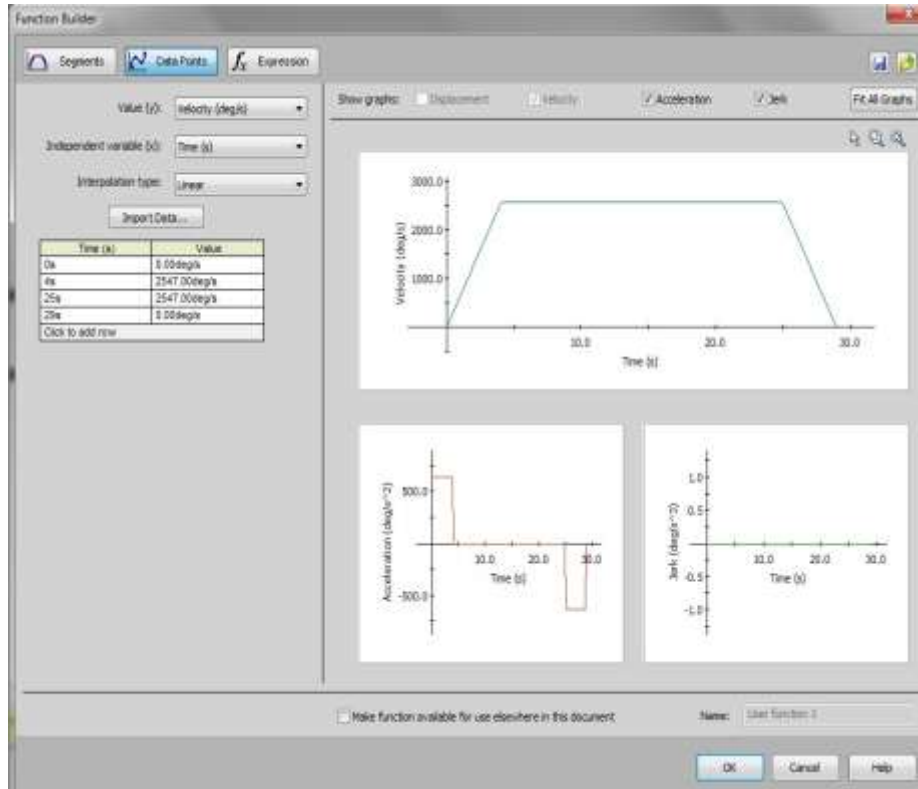 Function Builder
Segments Data Points fx Expression
Show graphs: Displacement Velocity Acceleration Jerk Fit All Graphs
Value (y): Velocity (deg/s)
Independent variable (x): Time (s)
Interpolation type: Linear
Import Data...
Time (s) Value
0s 0.00deg/s
4s 2547.00deg/s
25s 2547.00deg/s
29s 0.00deg/s
Click to add row
Velocity (deg/s)
3000.0
2000.0
1000.0
10.0 20.0 30.0
Time (s)
Acceleration (deg/s^2)
500.0
-500.0
10.0 20.0 30.0
Time (s)
Jerk (deg/s^3)
1.0
0.5
-0.5
-1.0
10.0 20.0 30.0
Time (s)
Make function available for use elsewhere in this document Name: User function 1
OK Cancel Help